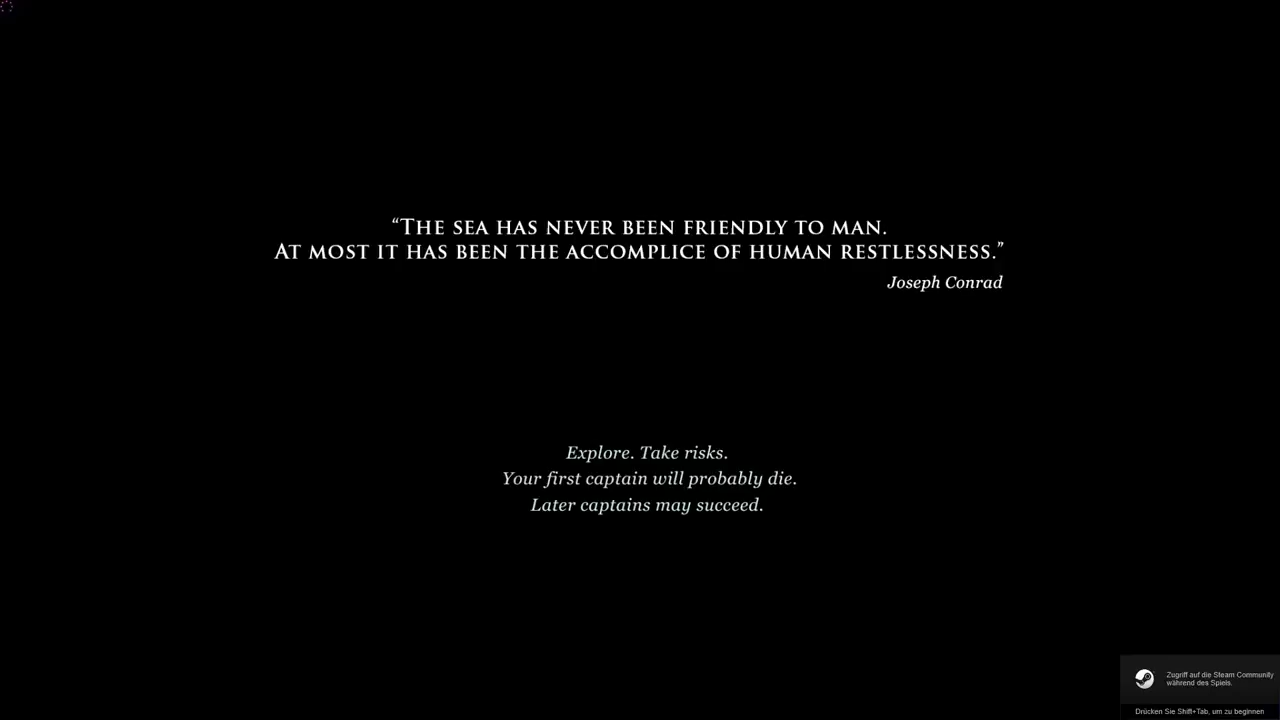 “The sea has never been friendly to man.
At most it has been the accomplice of human restlessness.”
Joseph Conrad
Explore. Take risks.
Your first captain will probably die.
Later captains may succeed.
Zugriff auf die Steam Community
während des Spiels.
Drücken Sie Shift+Tab, um zu beginnen